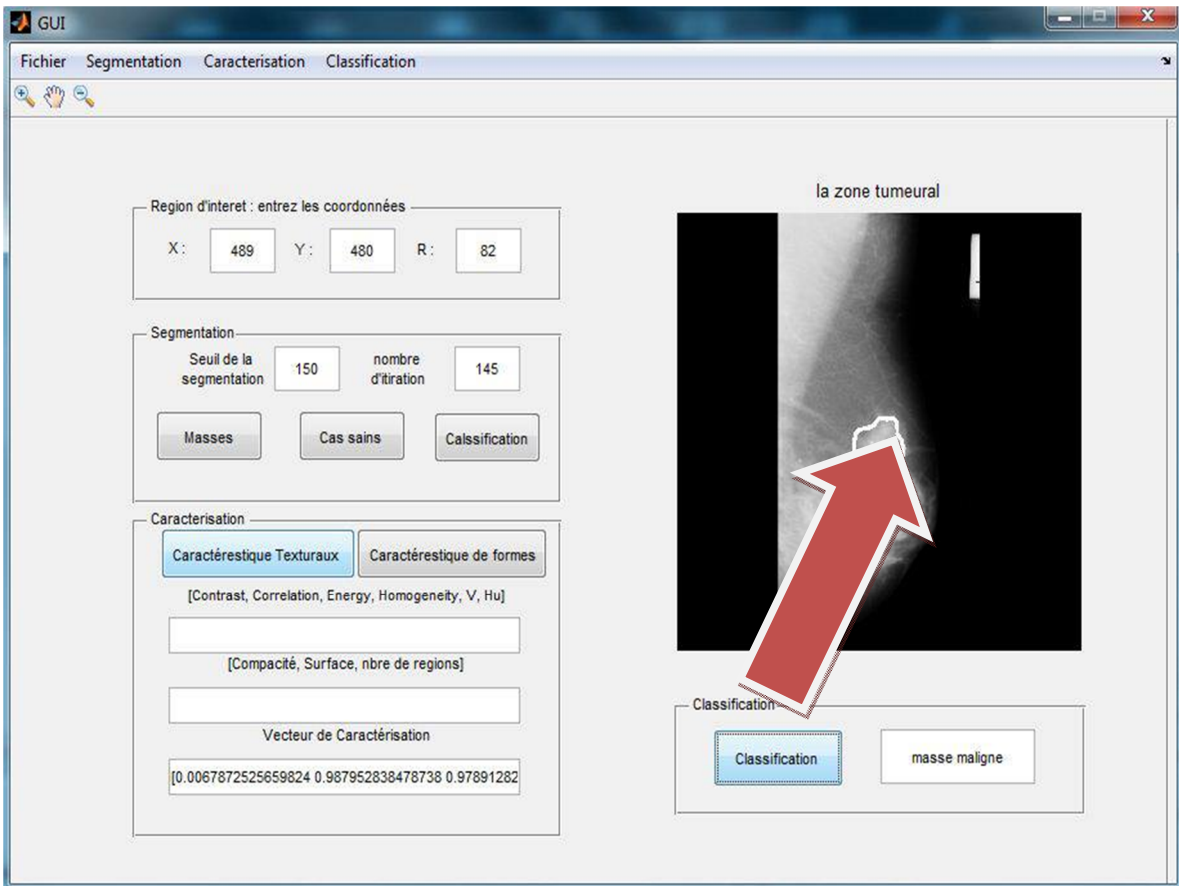 GUI
Fichier Segmentation Caracterisation Classification
Region d'interet : entrez les coordonnées
X : 489 Y : 480 R : 82
Segmentation
Seuil de la segmentation 150 nombre d'itiration 145
Masses Cas sains Calssification
Caracterisation
Caractérestique Texturaux Caractérestique de formes
[Contrast, Correlation, Energy, Homogeneity, V, Hu]
[Compacité, Surface, nbre de regions]
Vecteur de Caractérisation
[0.0067872525659824 0.987952838478738 0.97891282
la zone tumeural
Classification
Classification masse maligne